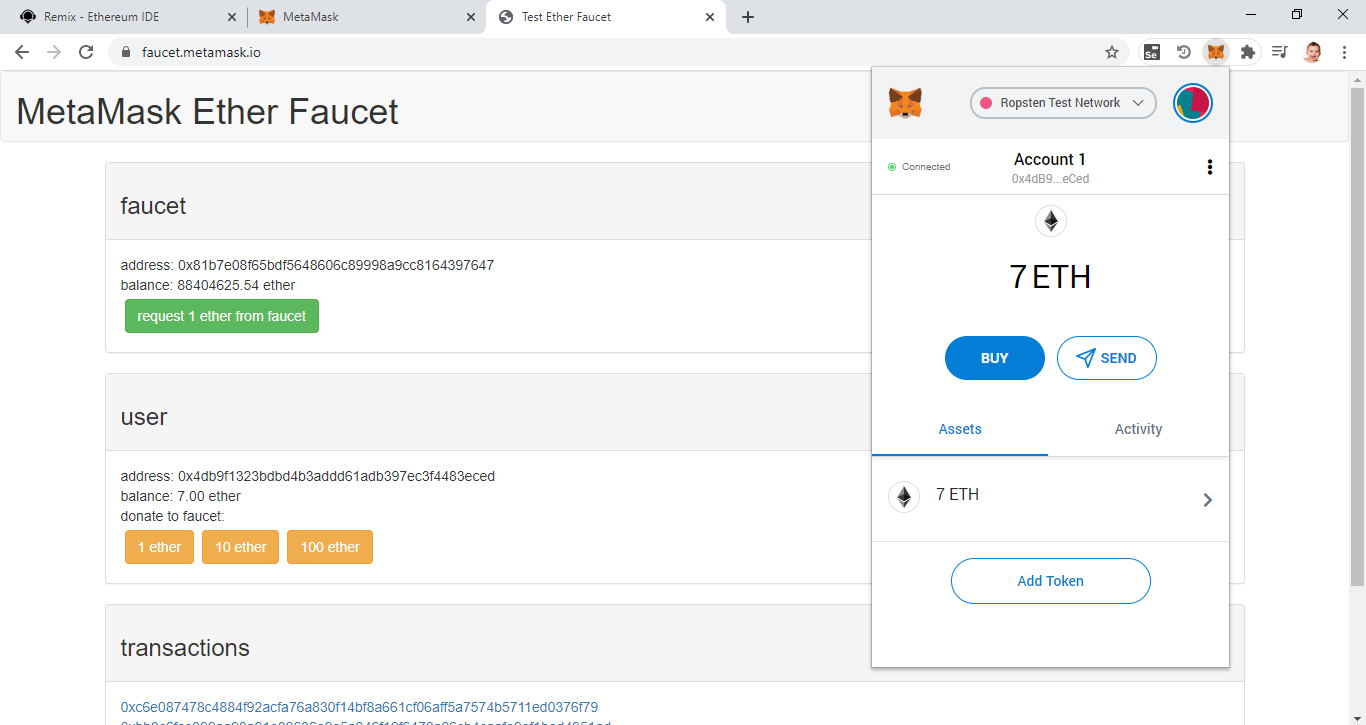 Remix - Ethereum IDE
MetaMask
Test Ether Faucet
faucet.metamask.io
Se
MetaMask Ether Faucet
faucet
address: 0x81b7e08f65bdf5648606c89998a9cc8164397647
balance: 88404625.54 ether
request 1 ether from faucet
user
address: 0x4db9f1323bdbd4b3addd61adb397ec3f4483eced
balance: 7.00 ether
donate to faucet:
1 ether 10 ether 100 ether
transactions
0xc6e087478c4884f92acfa76a830f14bf8a661cf06aff5a7574b5711ed0376f79
Ropsten Test Network
Connected
Account 1
0x4dB9...eCed
7 ETH
BUY SEND
Assets Activity
7 ETH
Add Token